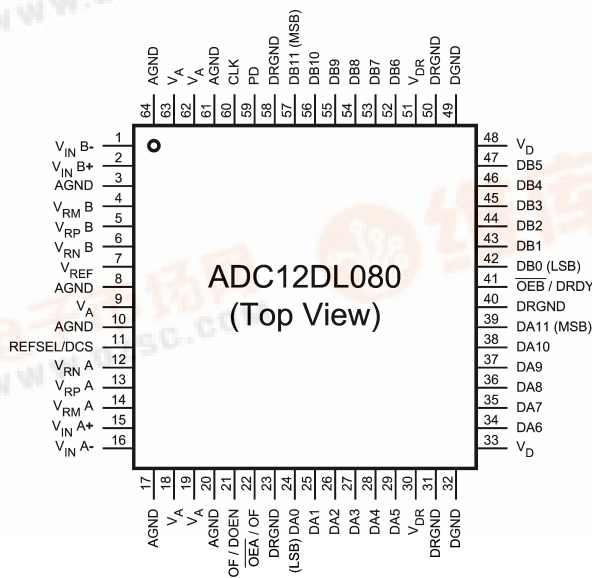 64 AGND
63 VA
62 VA
61 AGND
60 CLK
59 PD
58 DRGND
57 DB11 (MSB)
56 DB10
55 DB9
54 DB8
53 DB7
52 DB6
51 VDR
50 DRGND
49 DGND
VIN B- 1
VIN B+ 2
AGND 3
VRM B 4
VRP B 5
VRN B 6
VREF 7
AGND 8
VA 9
AGND 10
REFSEL/DCS 11
VRN A 12
VRP A 13
VRM A 14
VIN A+ 15
VIN A- 16
ADC12DL080
(Top View)
48 VD
47 DB5
46 DB4
45 DB3
44 DB2
43 DB1
42 DB0 (LSB)
41 OEB / DRDY
40 DRGND
39 DA11 (MSB)
38 DA10
37 DA9
36 DA8
35 DA7
34 DA6
33 VD
17 AGND
18 VA
19 VA
20 AGND
21 OF / DOEN
22 OEA / OF
23 DRGND
24 (LSB) DA0
25 DA1
26 DA2
27 DA3
28 DA4
29 DA5
30 VDR
31 DRGND
32 DGND